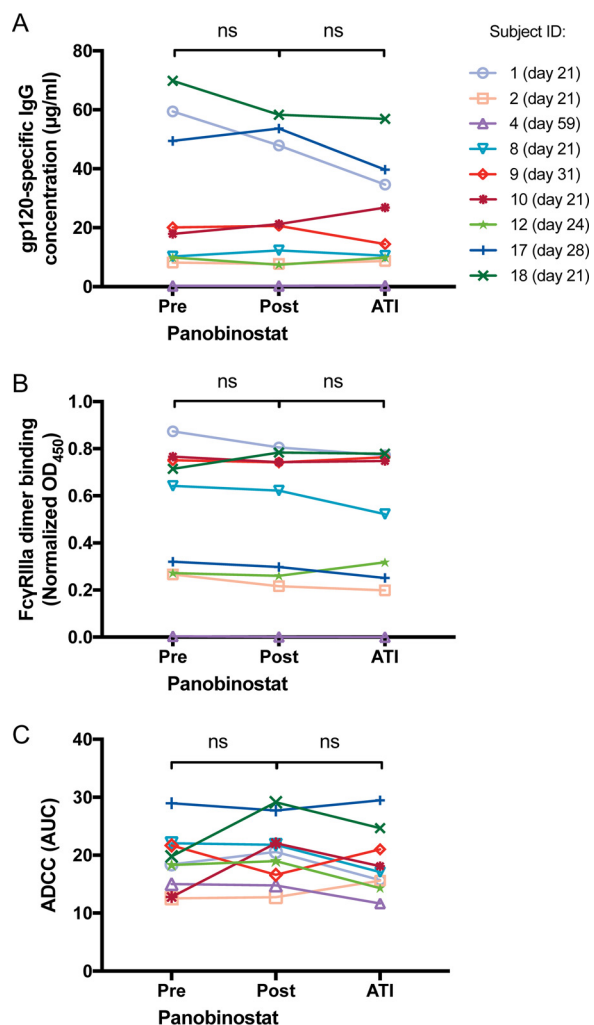 A
ns
ns
80
60
40
20
0
gp120-specific IgG
concentration (μg/ml)
Pre
Post
ATI
Panobinostat
Subject ID:
1 (day 21)
2 (day 21)
4 (day 59)
8 (day 21)
9 (day 31)
10 (day 21)
12 (day 24)
17 (day 28)
18 (day 21)
B
ns
ns
1.0
0.8
0.6
0.4
0.2
0.0
FcγRIIIa dimer binding
(Normalized OD450)
Pre
Post
ATI
Panobinostat
C
ns
ns
40
30
20
10
0
ADCC (AUC)
Pre
Post
ATI
Panobinostat